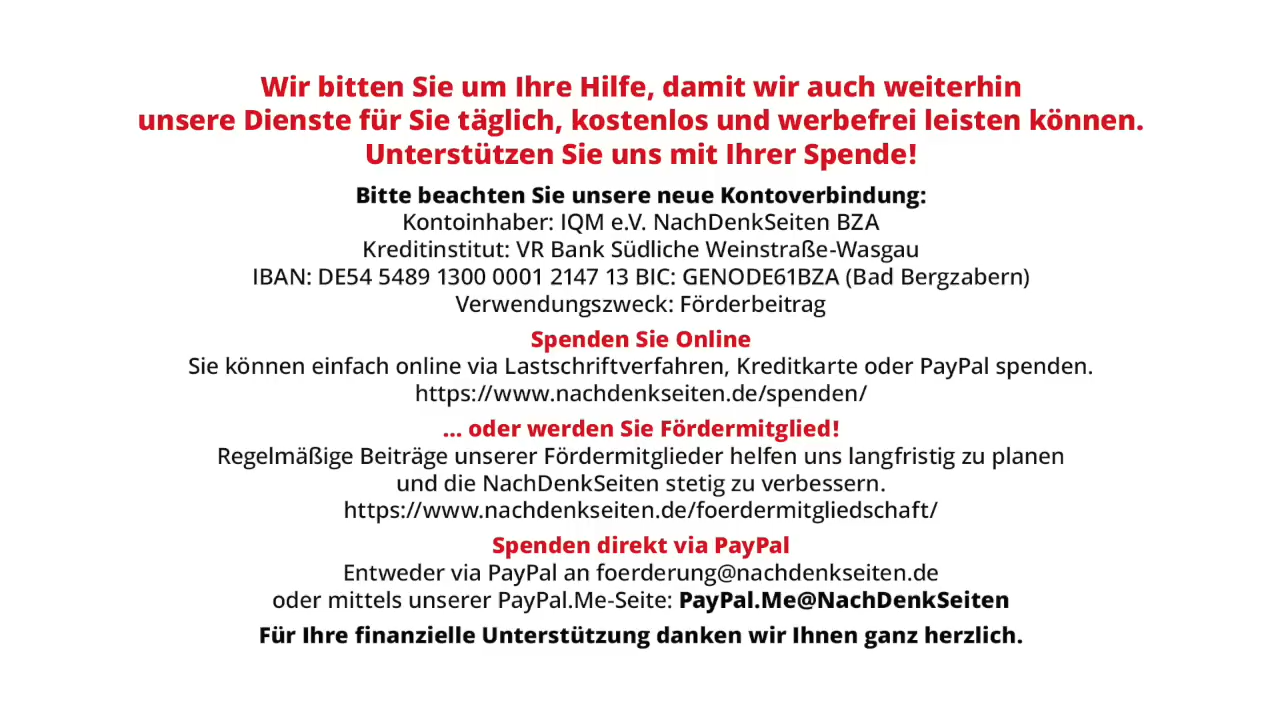 Wir bitten Sie um Ihre Hilfe, damit wir auch weiterhin
unsere Dienste für Sie täglich, kostenlos und werbefrei leisten können.
Unterstützen Sie uns mit Ihrer Spende!
Bitte beachten Sie unsere neue Kontoverbindung:
Kontoinhaber: IQM e.V. NachDenkSeiten BZA
Kreditinstitut: VR Bank Südliche Weinstraße-Wasgau
IBAN: DE54 5489 1300 0001 2147 13 BIC: GENODE61BZA (Bad Bergzabern)
Verwendungszweck: Förderbeitrag
Spenden Sie Online
Sie können einfach online via Lastschriftverfahren, Kreditkarte oder PayPal spenden.
https://www.nachdenkseiten.de/spenden/
... oder werden Sie Fördermitglied!
Regelmäßige Beiträge unserer Fördermitglieder helfen uns langfristig zu planen
und die NachDenkSeiten stetig zu verbessern.
https://www.nachdenkseiten.de/foerdermitgliedschaft/
Spenden direkt via PayPal
Entweder via PayPal an foerderung@nachdenkseiten.de
oder mittels unserer PayPal.Me-Seite: PayPal.Me@NachDenkSeiten
Für Ihre finanzielle Unterstützung danken wir Ihnen ganz herzlich.